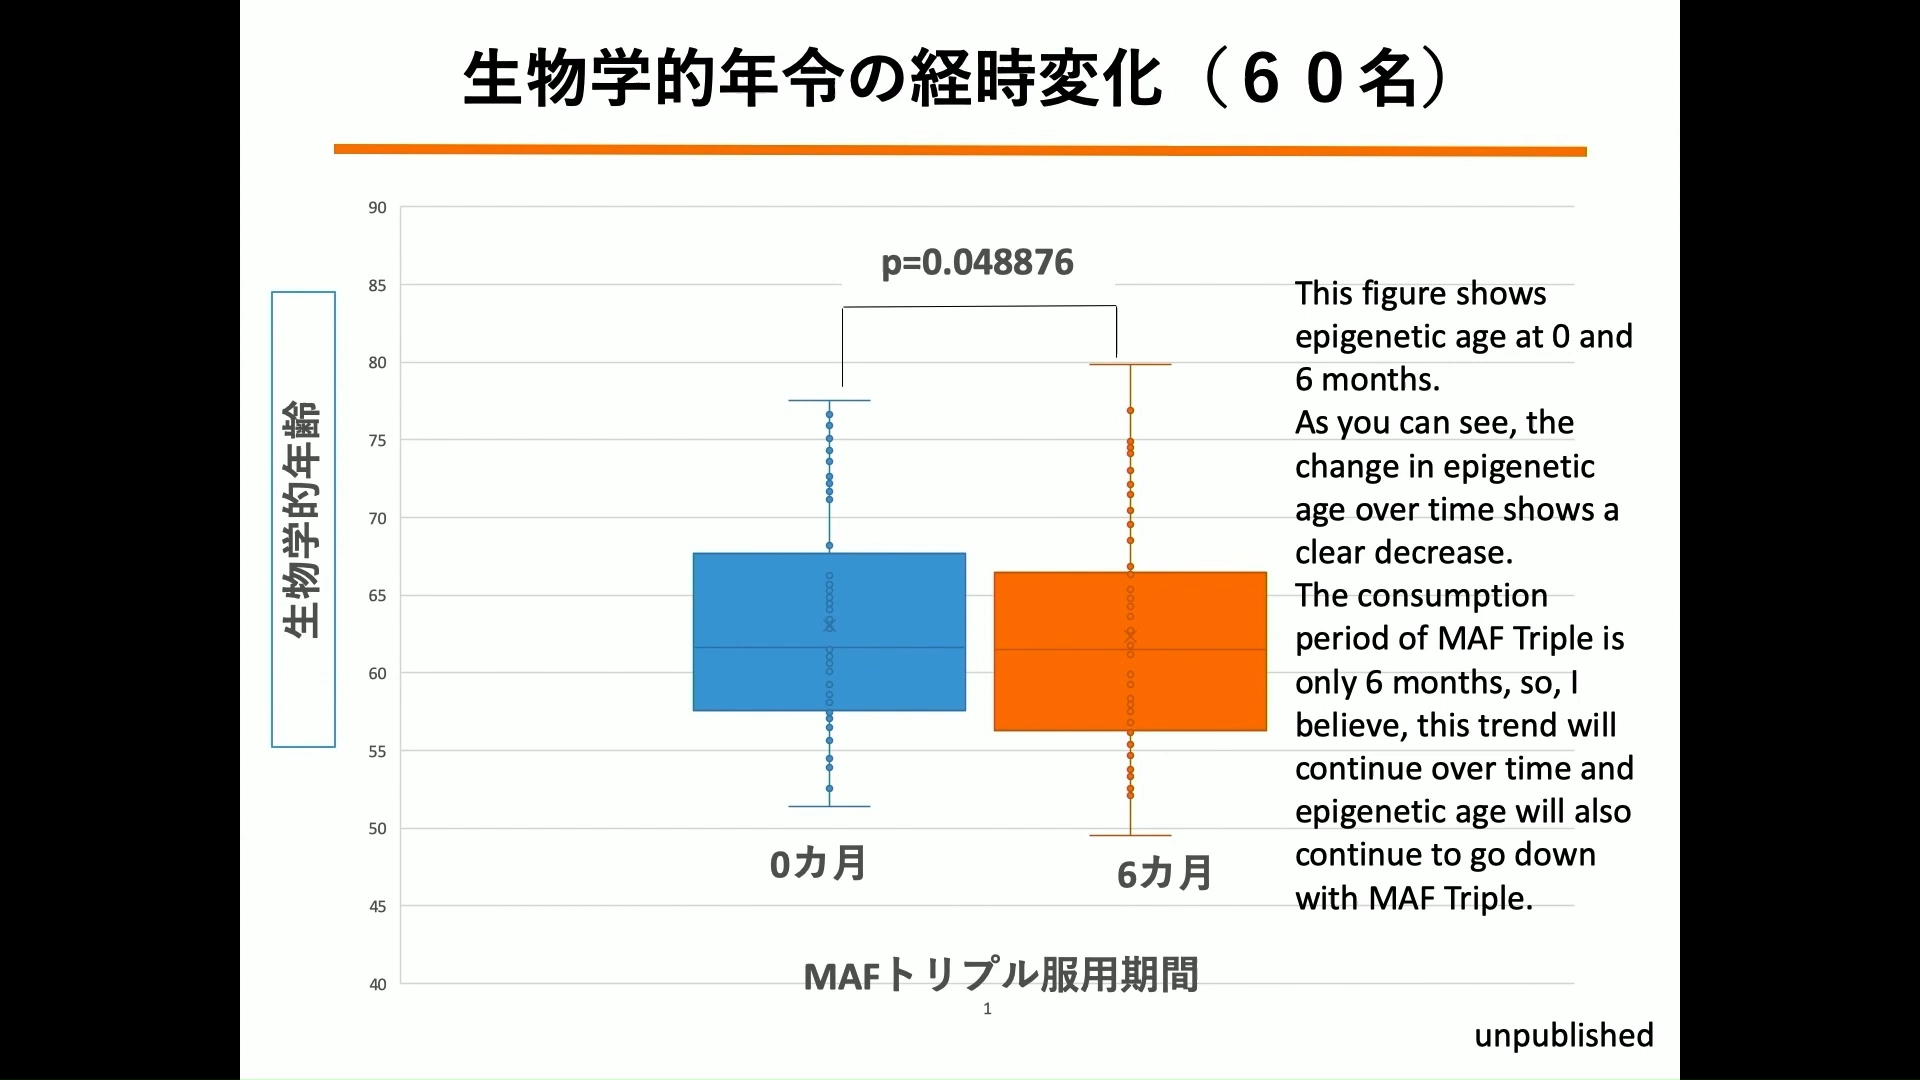 生物学的年令の経時変化（６０名）
90
85
80
75
70
65
60
55
50
45
40
生物学的年齢
p=0.048876
0カ月
6カ月
MAFトリプル服用期間
1
This figure shows
epigenetic age at 0 and
6 months.
As you can see, the
change in epigenetic
age over time shows a
clear decrease.
The consumption
period of MAF Triple is
only 6 months, so, I
believe, this trend will
continue over time and
epigenetic age will also
continue to go down
with MAF Triple.
unpublished